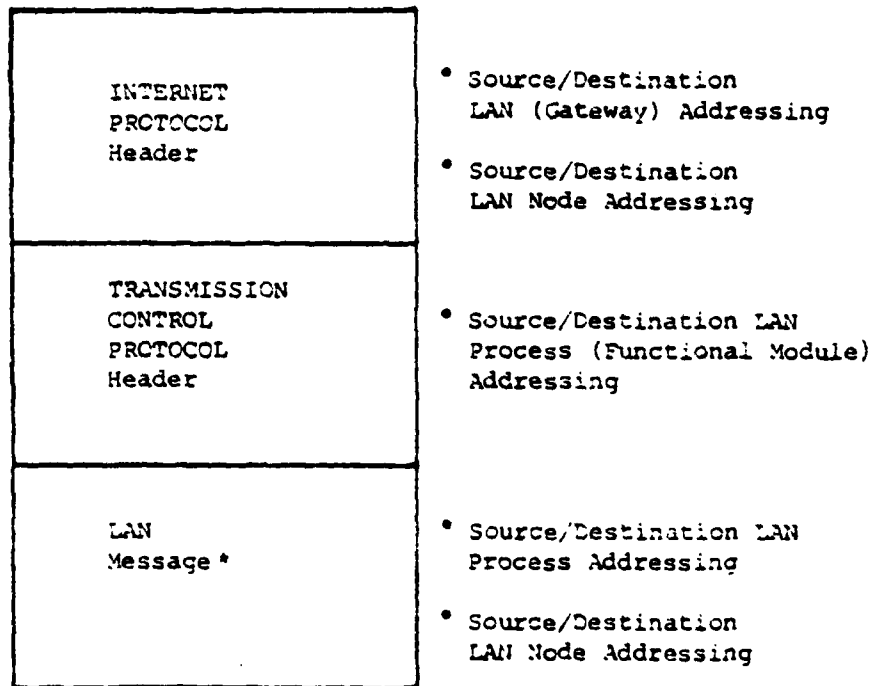 INTERNET
PROTOCOL
Header
• Source/Destination
LAN (Gateway) Addressing
• Source/Destination
LAN Node Addressing
TRANSMISSION
CONTROL
PROTOCOL
Header
• Source/Destination LAN
Process (Functional Module)
Addressing
LAN
Message *
• Source/Destination LAN
Process Addressing
• Source/Destination
LAN Node Addressing